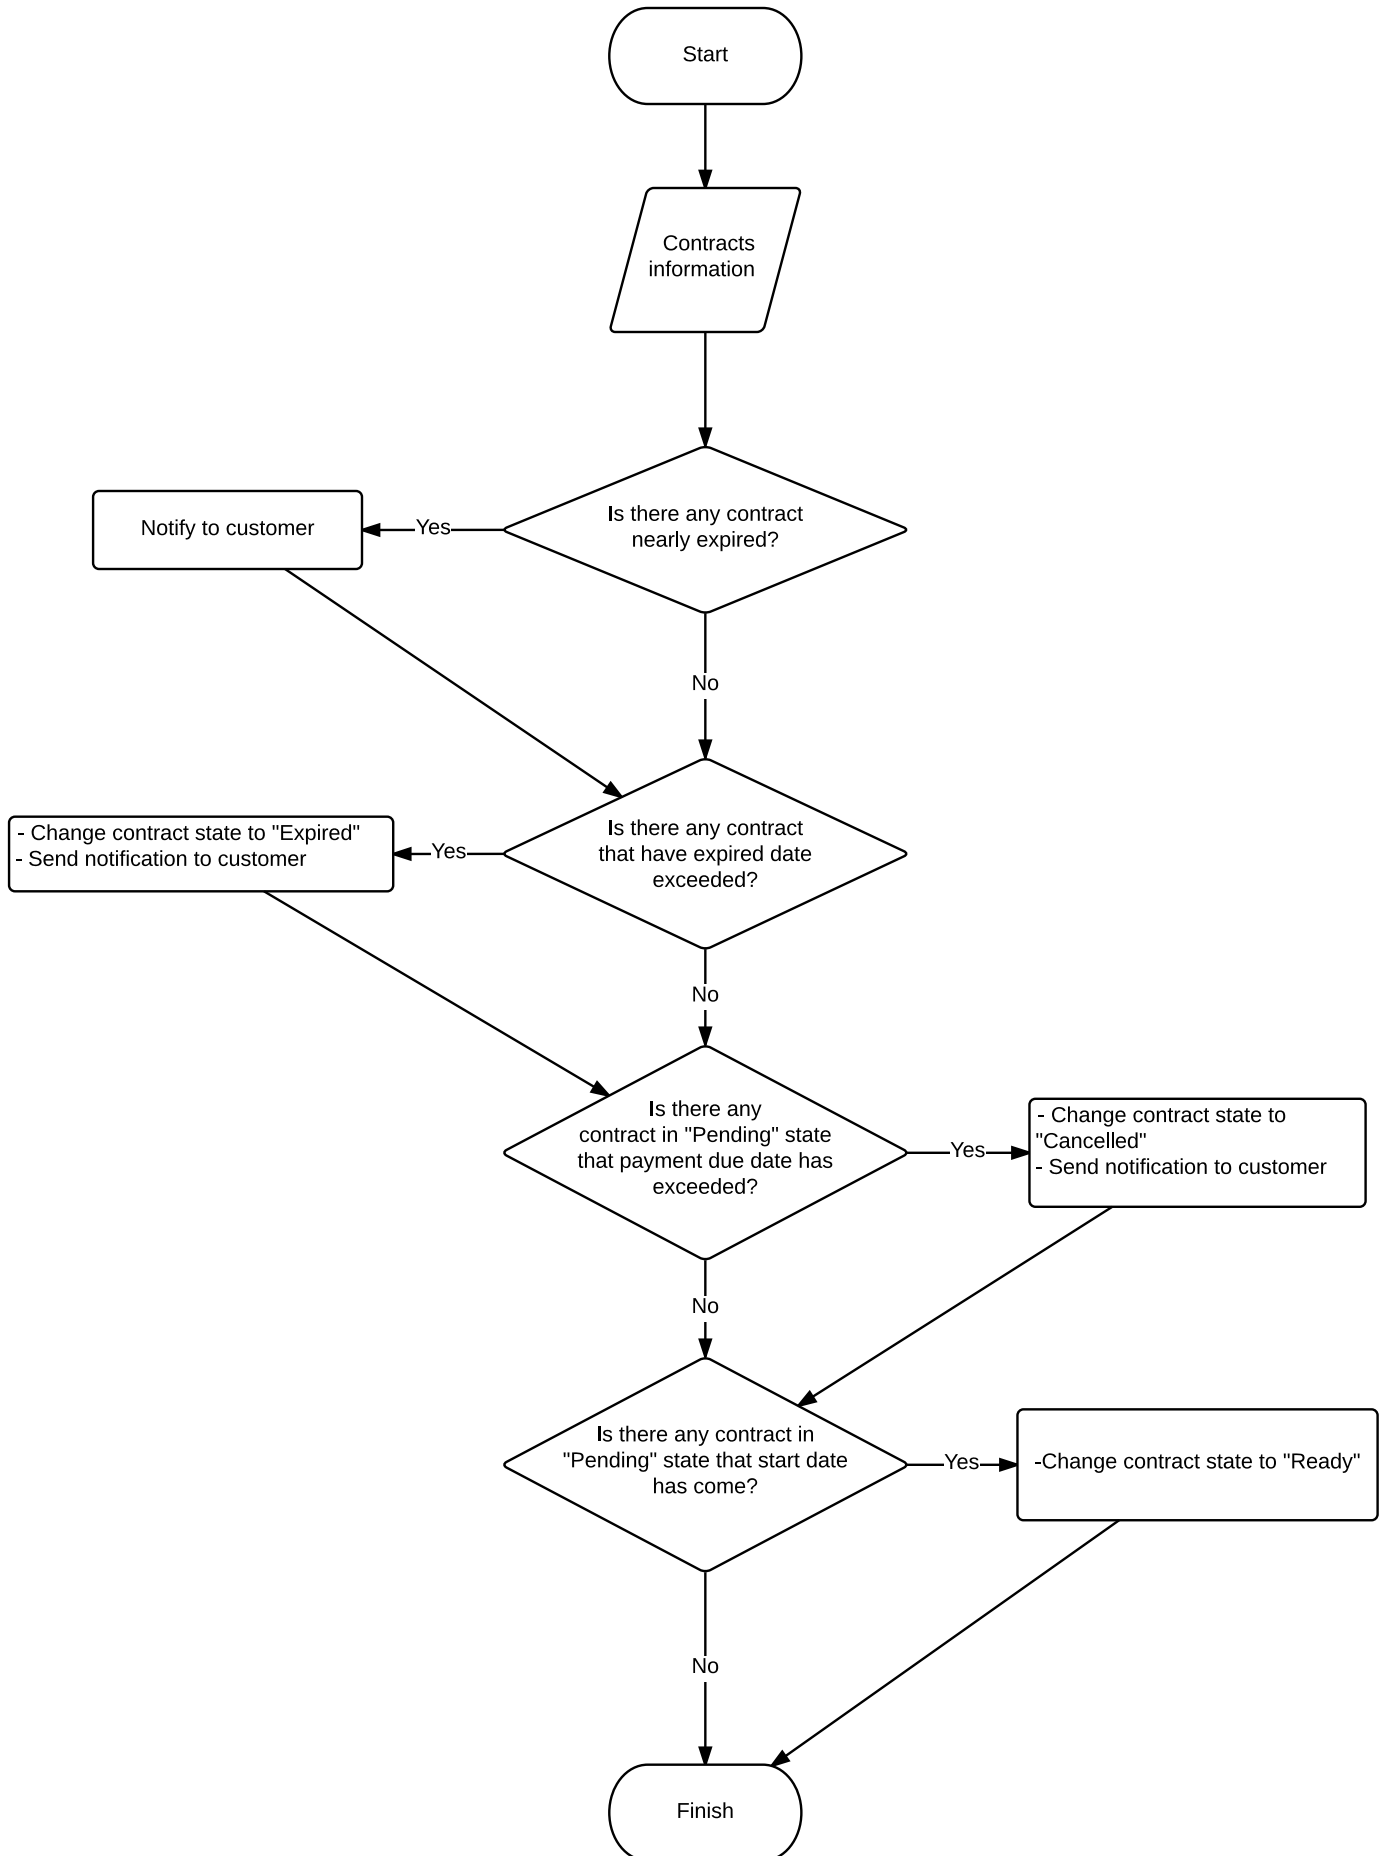 Start
Contracts
information
Is there any contract
nearly expired?
Yes
Notify to customer
No
Is there any contract
that have expired date
exceeded?
Yes
- Change contract state to "Expired"
- Send notification to customer
No
Is there any
contract in "Pending" state
that payment due date has
exceeded?
Yes
- Change contract state to
"Cancelled"
- Send notification to customer
No
Is there any contract in
"Pending" state that start date
has come?
Yes
-Change contract state to "Ready"
No
Finish